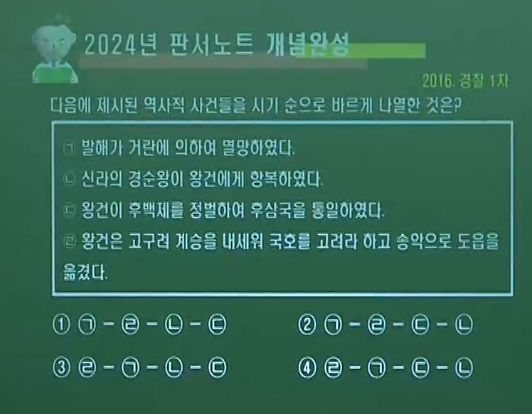 2024년 판서노트 개념완성
2016. 경찰 1차
다음에 제시된 역사적 사건들을 시기 순으로 바르게 나열한 것은?
㉠ 발해가 거란에 의하여 멸망하였다.
㉡ 신라의 경순왕이 왕건에게 항복하였다.
㉢ 왕건이 후백제를 정벌하여 후삼국을 통일하였다.
㉣ 왕건은 고구려 계승을 내세워 국호를 고려라 하고 송악으로 도읍을
옮겼다.
① ㉠ - ㉣ - ㉡ - ㉢ ② ㉠ - ㉣ - ㉢ - ㉡
③ ㉣ - ㉠ - ㉡ - ㉢ ④ ㉣ - ㉠ - ㉢ - ㉡